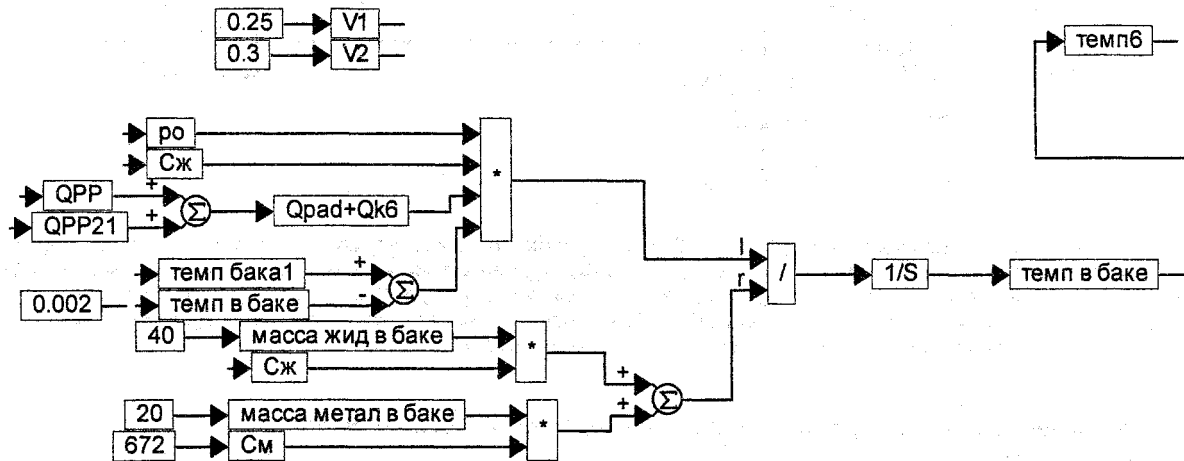 0.25 V1
0.3 V2
темп6
ро
Сж
*
QPP + Σ Qpad+Qk6
QPP21 +
l
r / 1/S темп в баке
темп бака1 + Σ
0.002 темп в баке -
40 масса жид в баке *
Сж
+ Σ
+
20 масса метал в баке *
672 См